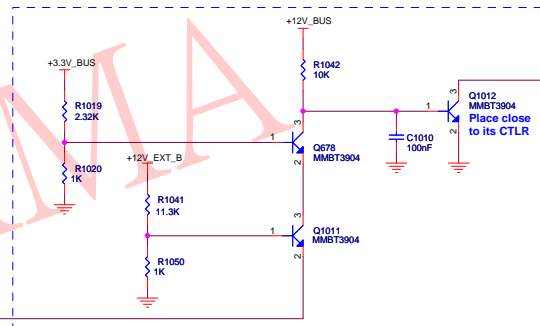 +12V_BUS
+3.3V_BUS
R1042
10K
R1019
2.32K
3
1
2
Q1012
MMBT3904
Place close
to its CTLR
C1010
100nF
3
1
2
Q678
MMBT3904
R1020
1K
+12V_EXT_B
R1041
11.3K
3
1
2
Q1011
MMBT3904
R1050
1K
MA